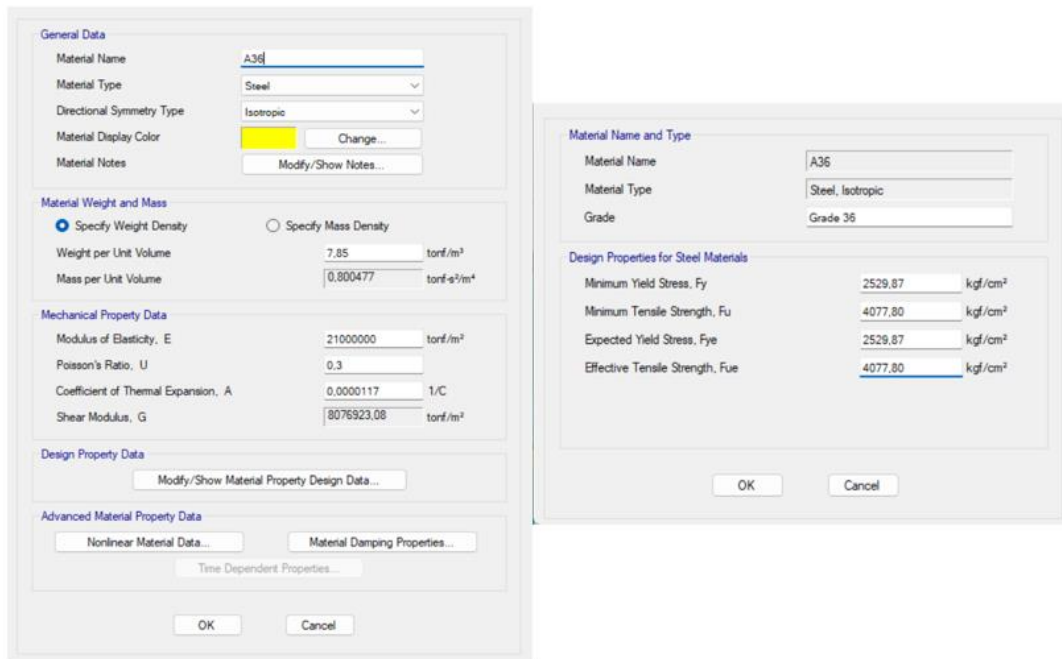 General Data
Material Name A36
Material Type Steel
Directional Symmetry Type Isotropic
Material Display Color Change...
Material Notes Modify/Show Notes...
Material Weight and Mass
Specify Weight Density Specify Mass Density
Weight per Unit Volume 7,85 tonf/m³
Mass per Unit Volume 0,800477 tonf-s²/m⁴
Mechanical Property Data
Modulus of Elasticity, E 21000000 tonf/m²
Poisson's Ratio, U 0,3
Coefficient of Thermal Expansion, A 0,0000117 1/C
Shear Modulus, G 8076923,08 tonf/m²
Design Property Data
Modify/Show Material Property Design Data...
Advanced Material Property Data
Nonlinear Material Data... Material Damping Properties...
Time Dependent Properties...
OK Cancel
Material Name and Type
Material Name A36
Material Type Steel, Isotropic
Grade Grade 36
Design Properties for Steel Materials
Minimum Yield Stress, Fy 2529,87 kgf/cm²
Minimum Tensile Strength, Fu 4077,80 kgf/cm²
Expected Yield Stress, Fye 2529,87 kgf/cm²
Effective Tensile Strength, Fue 4077,80 kgf/cm²
OK Cancel